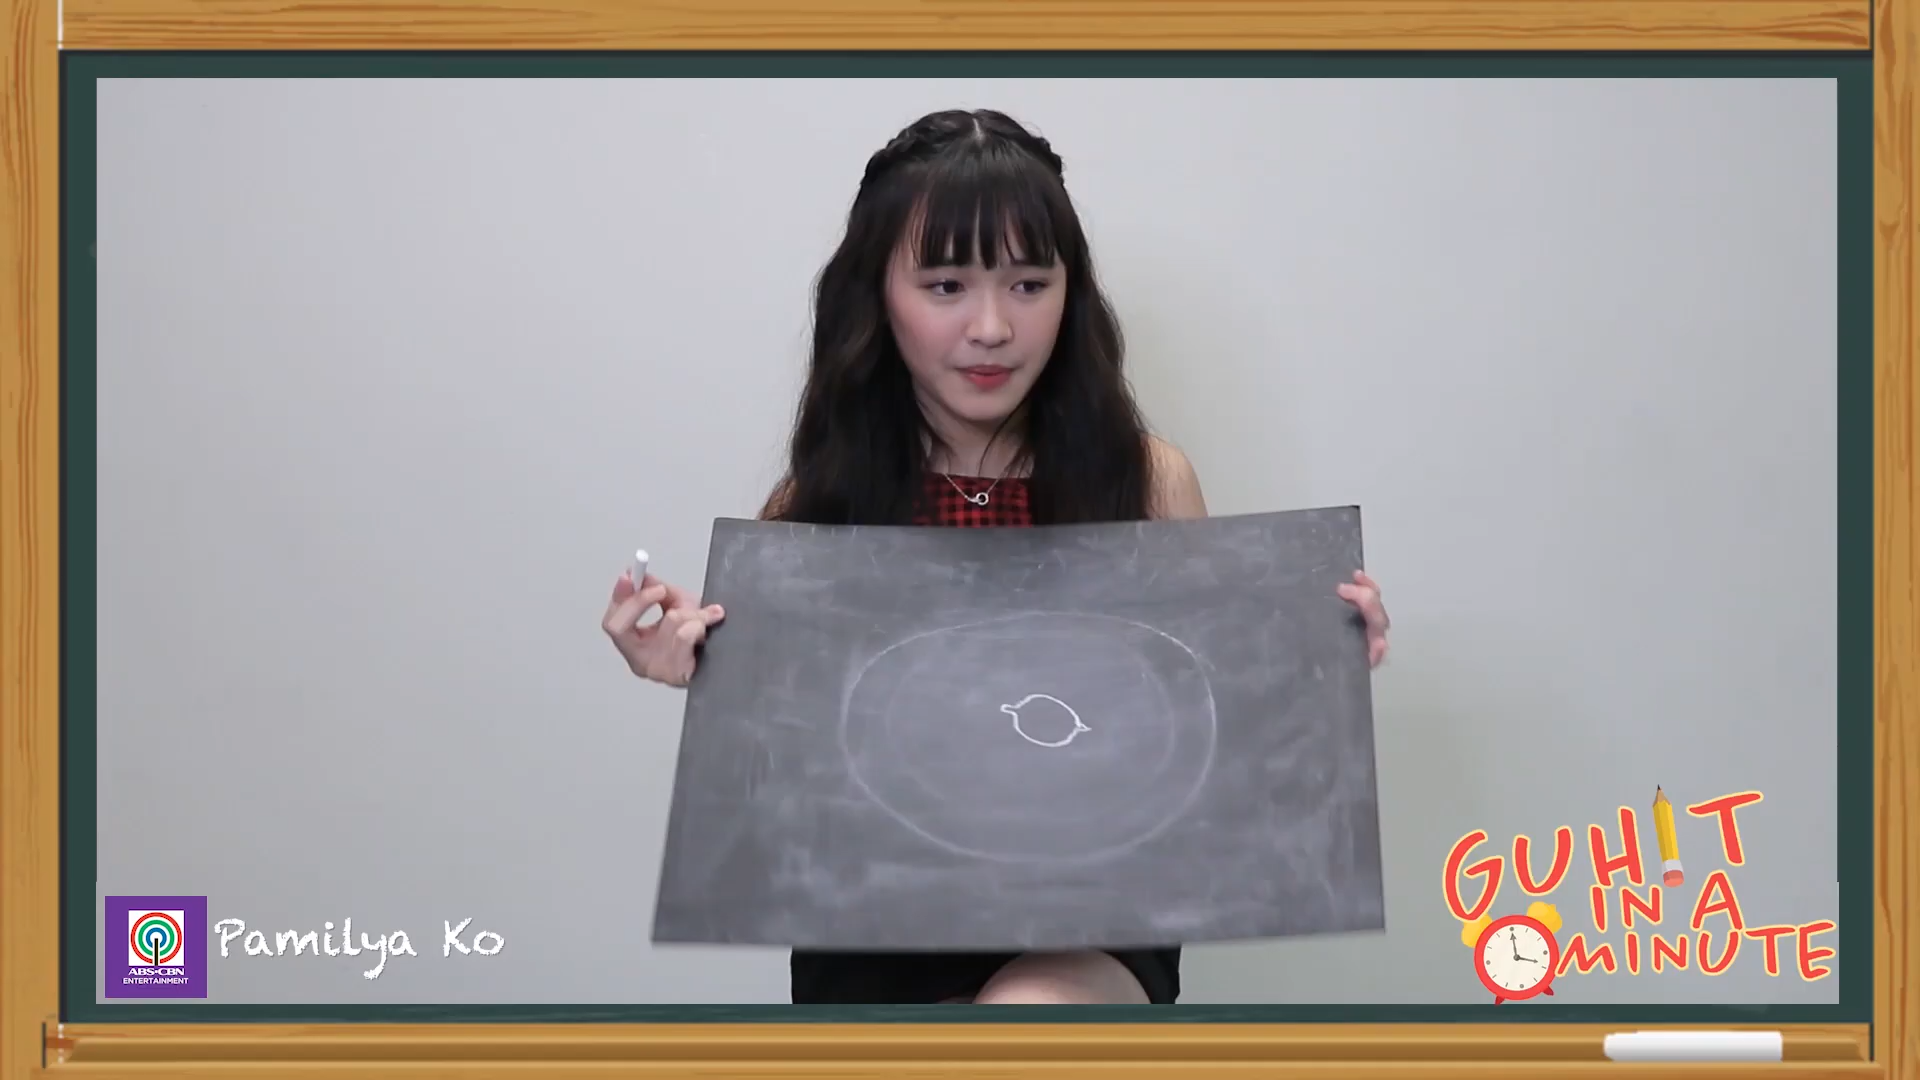 ABS-CBN
ENTERTAINMENT
Pamilya Ko
GUHIT
IN A
MINUTE